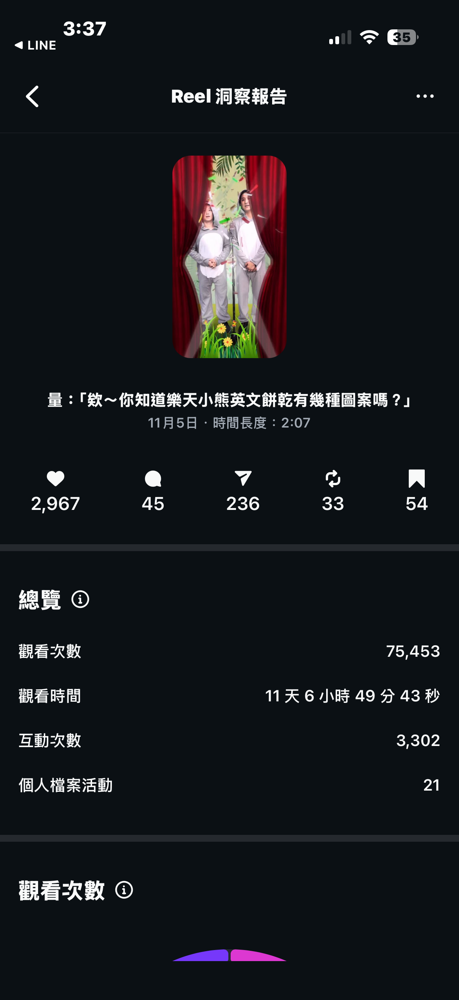 3:37
◀ LINE
35
Reel 洞察報告
量：「欸～你知道樂天小熊英文餅乾有幾種圖案嗎？」
11月5日 · 時間長度：2:07
2,967
45
236
33
54
總覽
觀看次數 75,453
觀看時間 11 天 6 小時 49 分 43 秒
互動次數 3,302
個人檔案活動 21
觀看次數